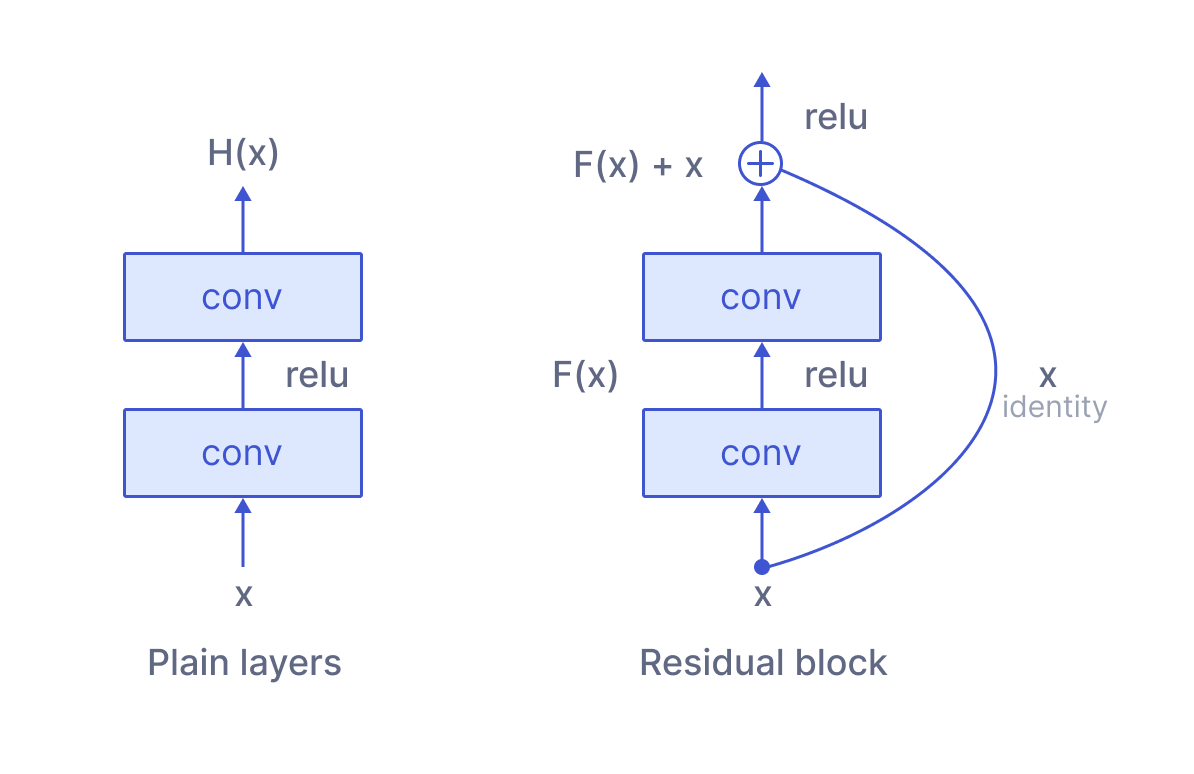 H(x)
conv
relu
conv
x
Plain layers
relu
F(x) + x
conv
F(x)
relu
x
identity
conv
x
Residual block